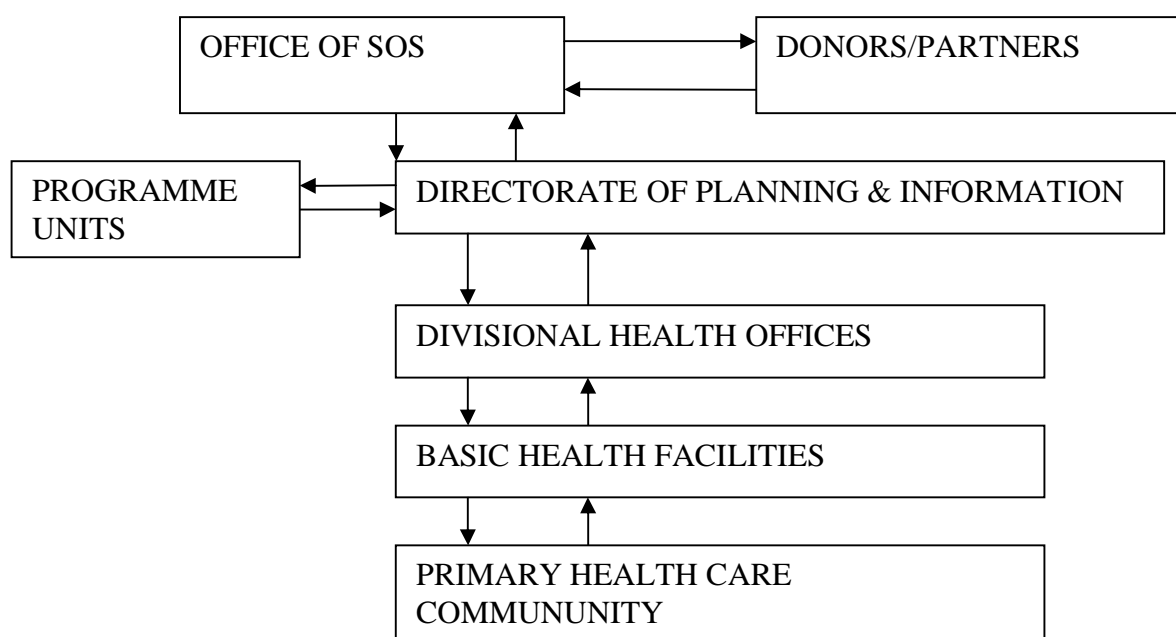 OFFICE OF SOS
DONORS/PARTNERS
PROGRAMME
UNITS
DIRECTORATE OF PLANNING & INFORMATION
DIVISIONAL HEALTH OFFICES
BASIC HEALTH FACILITIES
PRIMARY HEALTH CARE
COMMUNUNITY